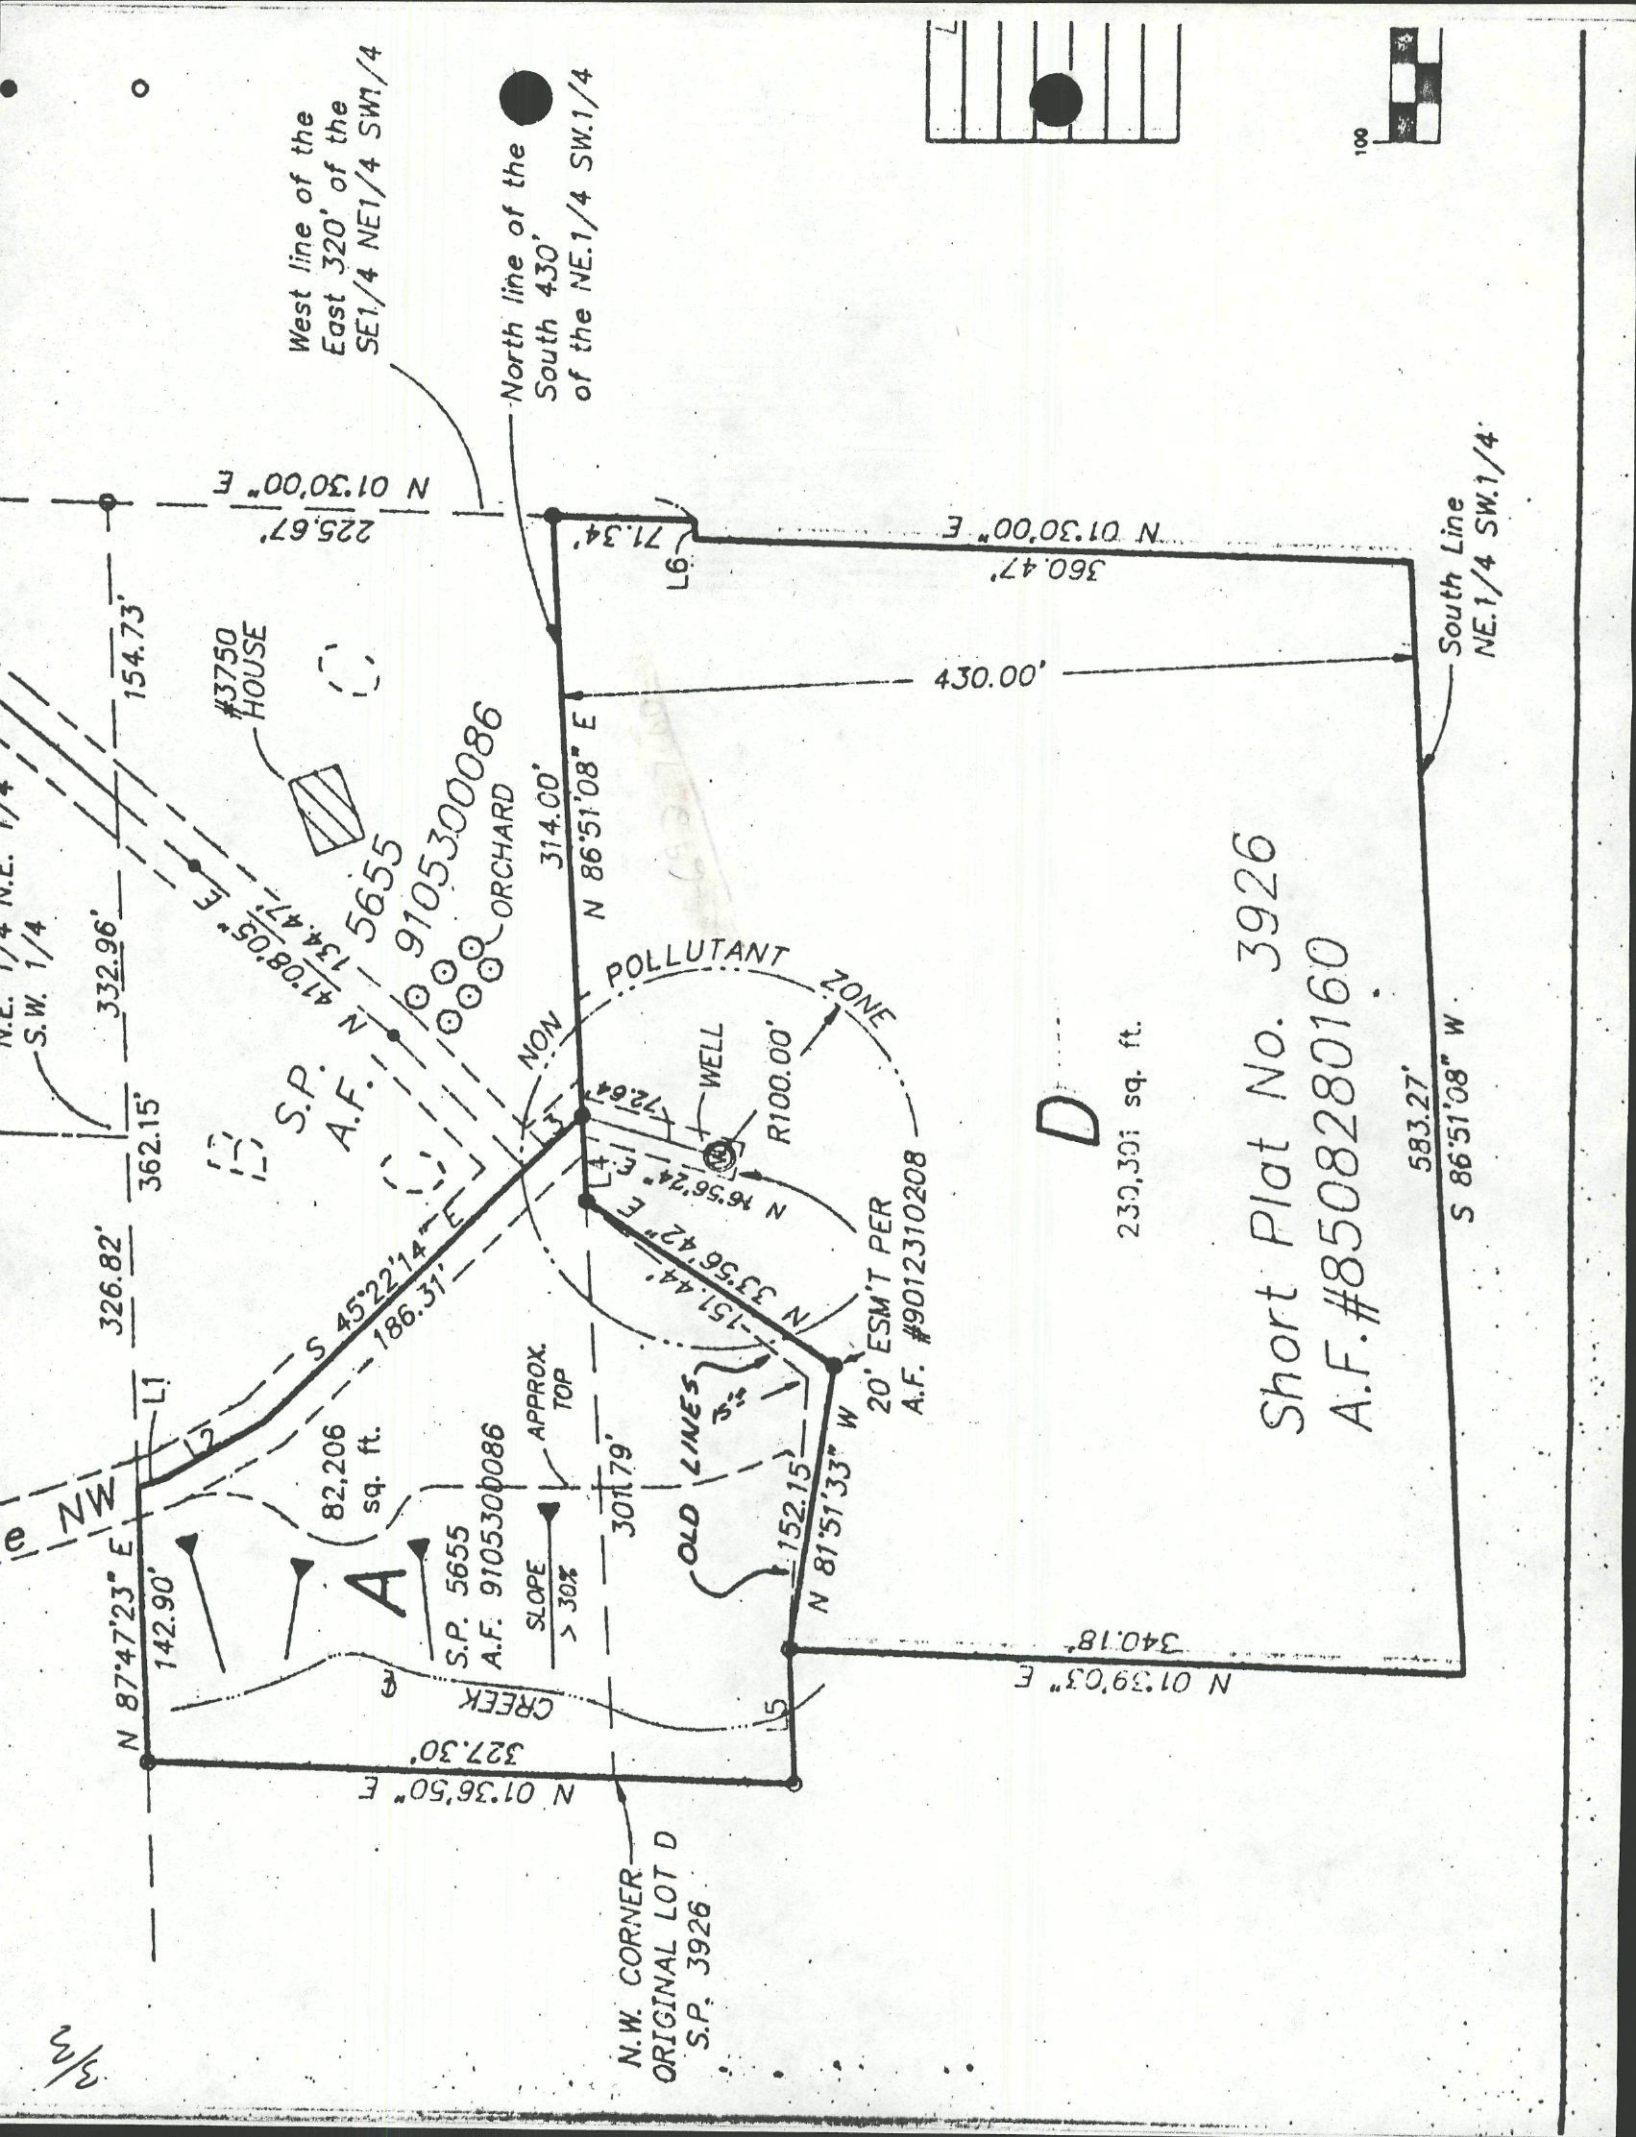 3/3
N.E. 1/4 N.E. 1/4
S.W. 1/4
West line of the
East 320' of the
SE1/4 NE1/4 SW1/4
North line of the
South 430'
of the NE.1/4 SW.1/4
N 01°30'00" E
225.67'
154.73'
332.96'
362.15'
326.82'
#3750
HOUSE
N 41°08'05" E
134.47'
S.P. 5655
A.F. 9105300086
ORCHARD
e NW
L1
L2
N 87°47'23" E
142.90'
S 45°22'14" E
186.31'
L3
82,206
sq. ft.
A
S.P. 5655
A.F. 9105300086
SLOPE
> 30%
APPROX.
TOP
CREEK
327.30'
N 01°36'50" E
N.W. CORNER
ORIGINAL LOT D
S.P. 3926
301.79'
L4
314.00'
N 86°51'08" E
71.34'
L6
NON POLLUTANT ZONE
72.64'
N 16°56'24" E
WELL
W
R100.00'
N 33°56'42" E
151.44'
OLD LINES
152.15'
N 81°51'33" W
L5
20' ESM'T PER
A.F. #9012310208
430.00'
N 01°30'00" E
360.47'
D
230,301 sq. ft.
340.18'
N 01°39'03" E
Short Plat No. 3926
A.F.#8508280160
583.27'
S 86°51'08" W
South Line
NE.1/4 SW.1/4
L
100